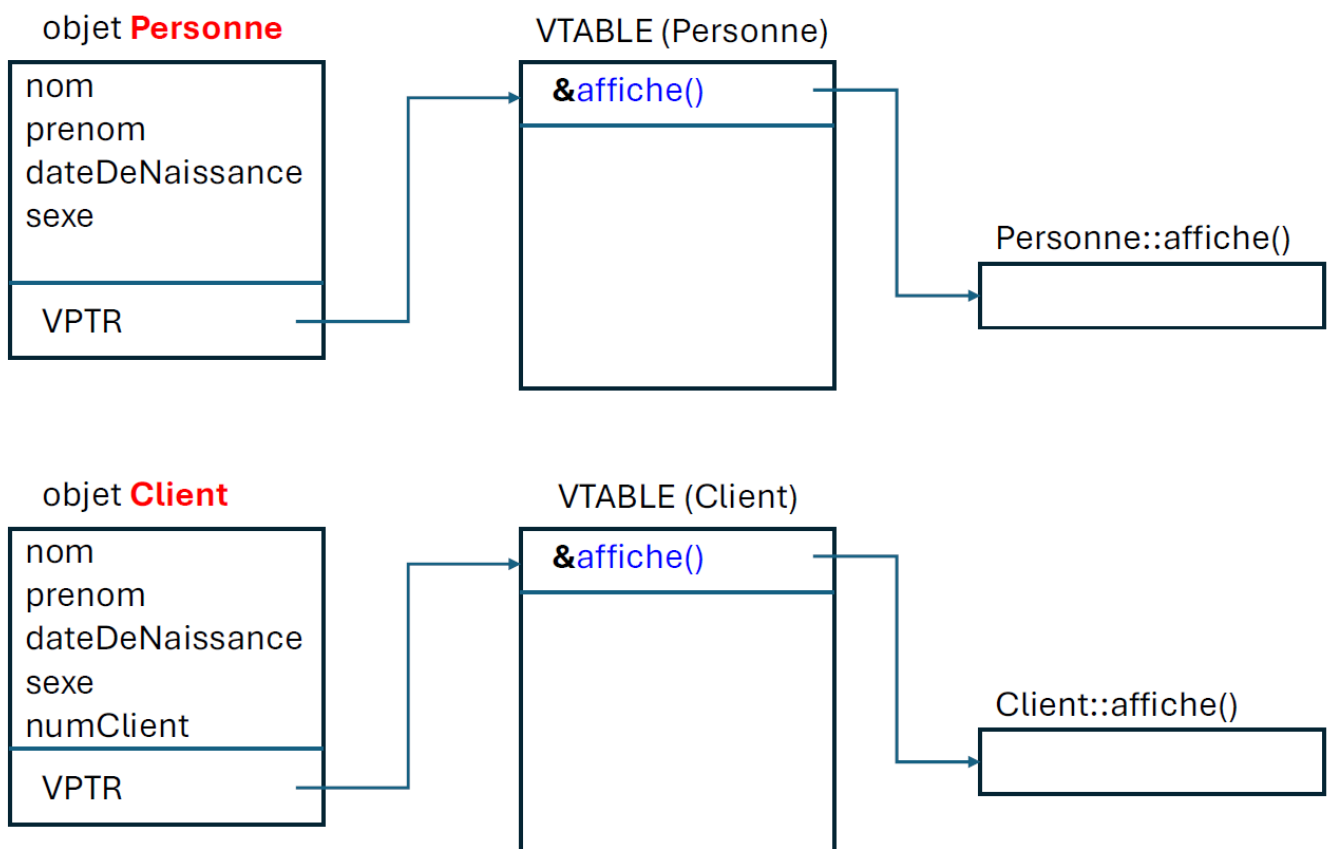 objet Personne
VTABLE (Personne)
nom
prenom
dateDeNaissance
sexe
VPTR
&affiche()
Personne::affiche()
objet Client
VTABLE (Client)
nom
prenom
dateDeNaissance
sexe
numClient
VPTR
&affiche()
Client::affiche()